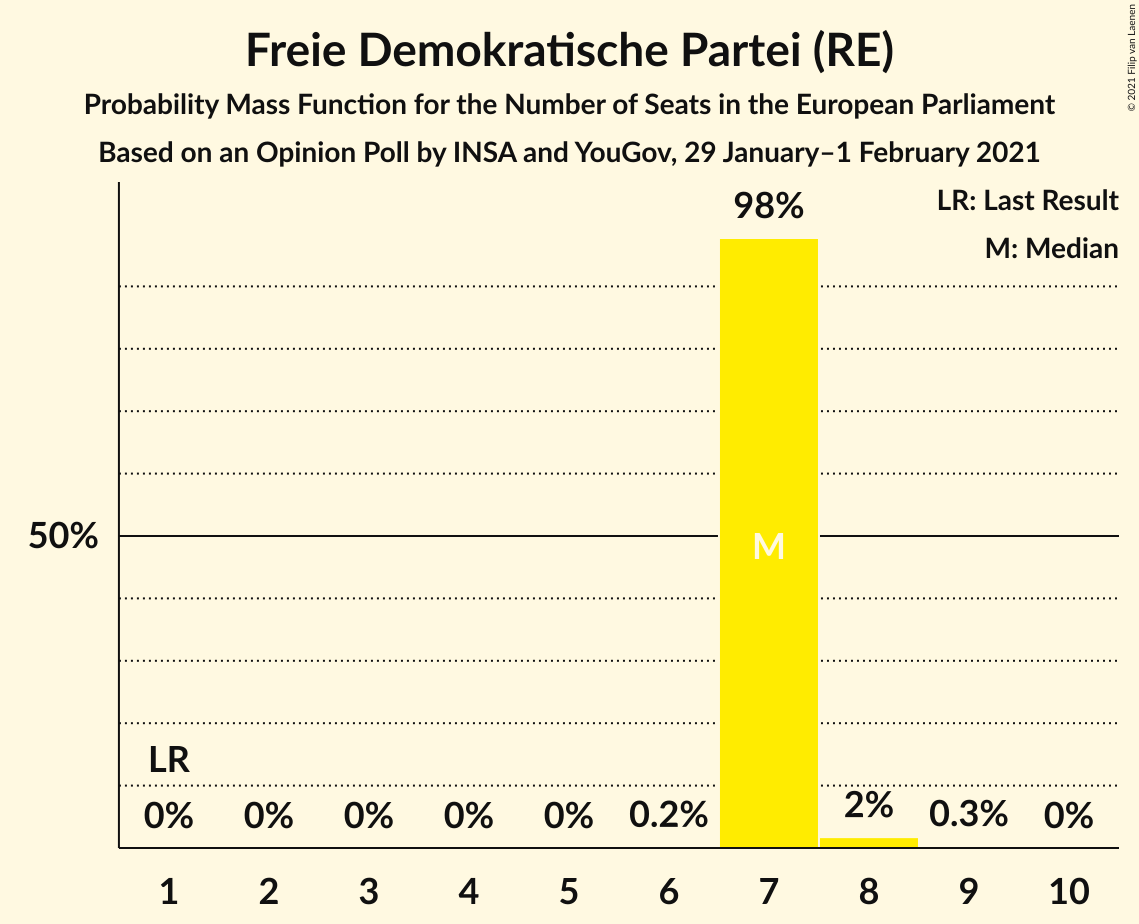 Freie Demokratische Partei (RE)
Probability Mass Function for the Number of Seats in the European Parliament
Based on an Opinion Poll by INSA and YouGov, 29 January–1 February 2021
© 2021 Filip van Laenen
LR: Last Result
M: Median
98%
50%
M
LR
0%
0%
0%
0%
0%
0.2%
2%
0.3%
0%
1
2
3
4
5
6
7
8
9
10